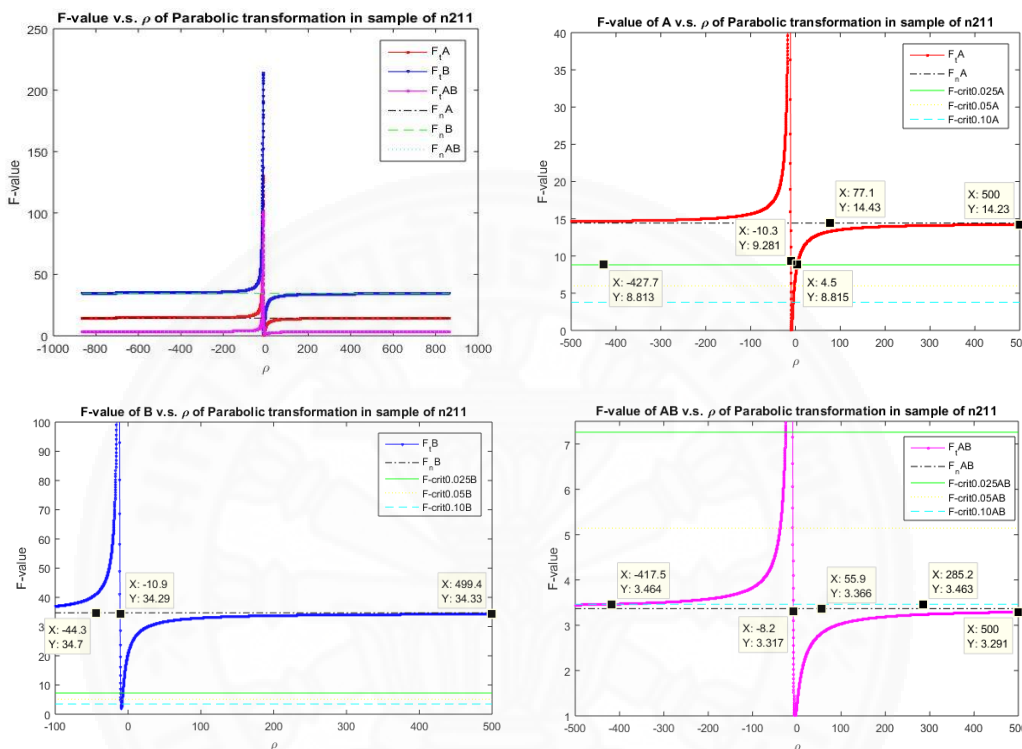 F-value v.s. ρ of Parabolic transformation in sample of n211
250
200
150
100
50
0
F-value
-1000 -800 -600 -400 -200 0 200 400 600 800 1000
ρ
FtA
FtB
FtAB
FnA
FnB
FnAB
F-value of A v.s. ρ of Parabolic transformation in sample of n211
40
35
30
25
20
15
10
5
0
F-value
-500 -400 -300 -200 -100 0 100 200 300 400 500
ρ
FtA
FnA
F-crit0.025A
F-crit0.05A
F-crit0.10A
X: 77.1
Y: 14.43
X: 500
Y: 14.23
X: -10.3
Y: 9.281
X: -427.7
Y: 8.813
X: 4.5
Y: 8.815
F-value of B v.s. ρ of Parabolic transformation in sample of n211
100
90
80
70
60
50
40
30
20
10
0
F-value
-100 0 100 200 300 400 500
ρ
FtB
FnB
F-crit0.025B
F-crit0.05B
F-crit0.10B
X: -10.9
Y: 34.29
X: 499.4
Y: 34.33
X: -44.3
Y: 34.7
F-value of AB v.s. ρ of Parabolic transformation in sample of n211
7
6
5
4
3
2
1
F-value
-500 -400 -300 -200 -100 0 100 200 300 400 500
ρ
FtAB
FnAB
F-crit0.025AB
F-crit0.05AB
F-crit0.10AB
X: -417.5
Y: 3.464
X: 55.9
Y: 3.366
X: 285.2
Y: 3.463
X: -8.2
Y: 3.317
X: 500
Y: 3.291